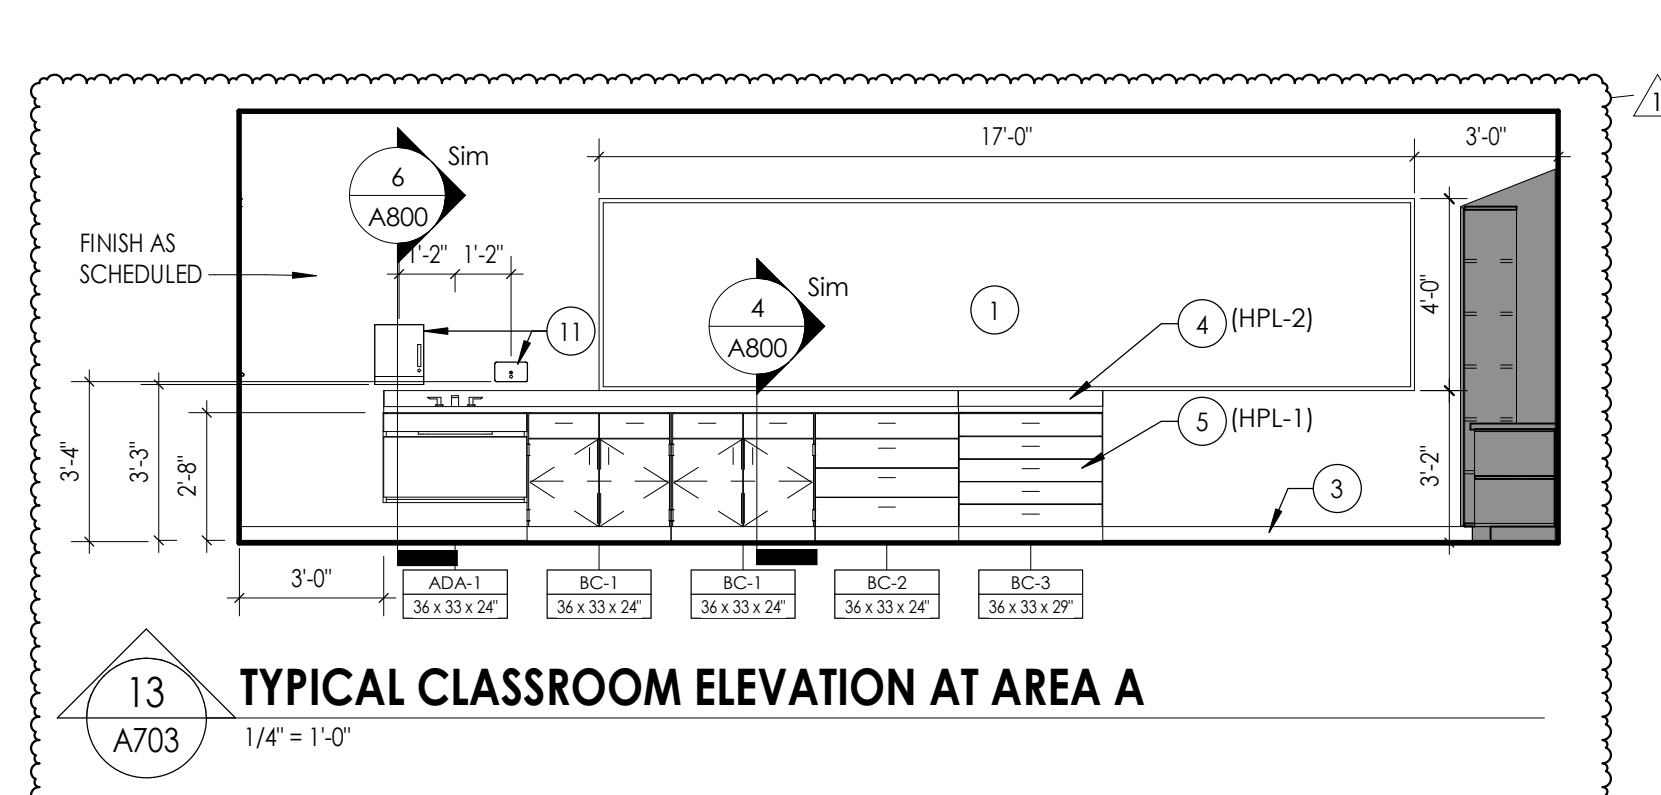 1
17'-0"
3'-0"
6
A800
Sim
FINISH AS
SCHEDULED
1'-2"
1'-2"
4
A800
Sim
1
4'-0"
11
4
(HPL-2)
5
(HPL-1)
3'-4"
3'-3"
2'-8"
3'-2"
3
3'-0"
ADA-1
36 x 33 x 24"
BC-1
36 x 33 x 24"
BC-1
36 x 33 x 24"
BC-2
36 x 33 x 24"
BC-3
36 x 33 x 29"
13
A703
TYPICAL CLASSROOM ELEVATION AT AREA A
1/4" = 1'-0"